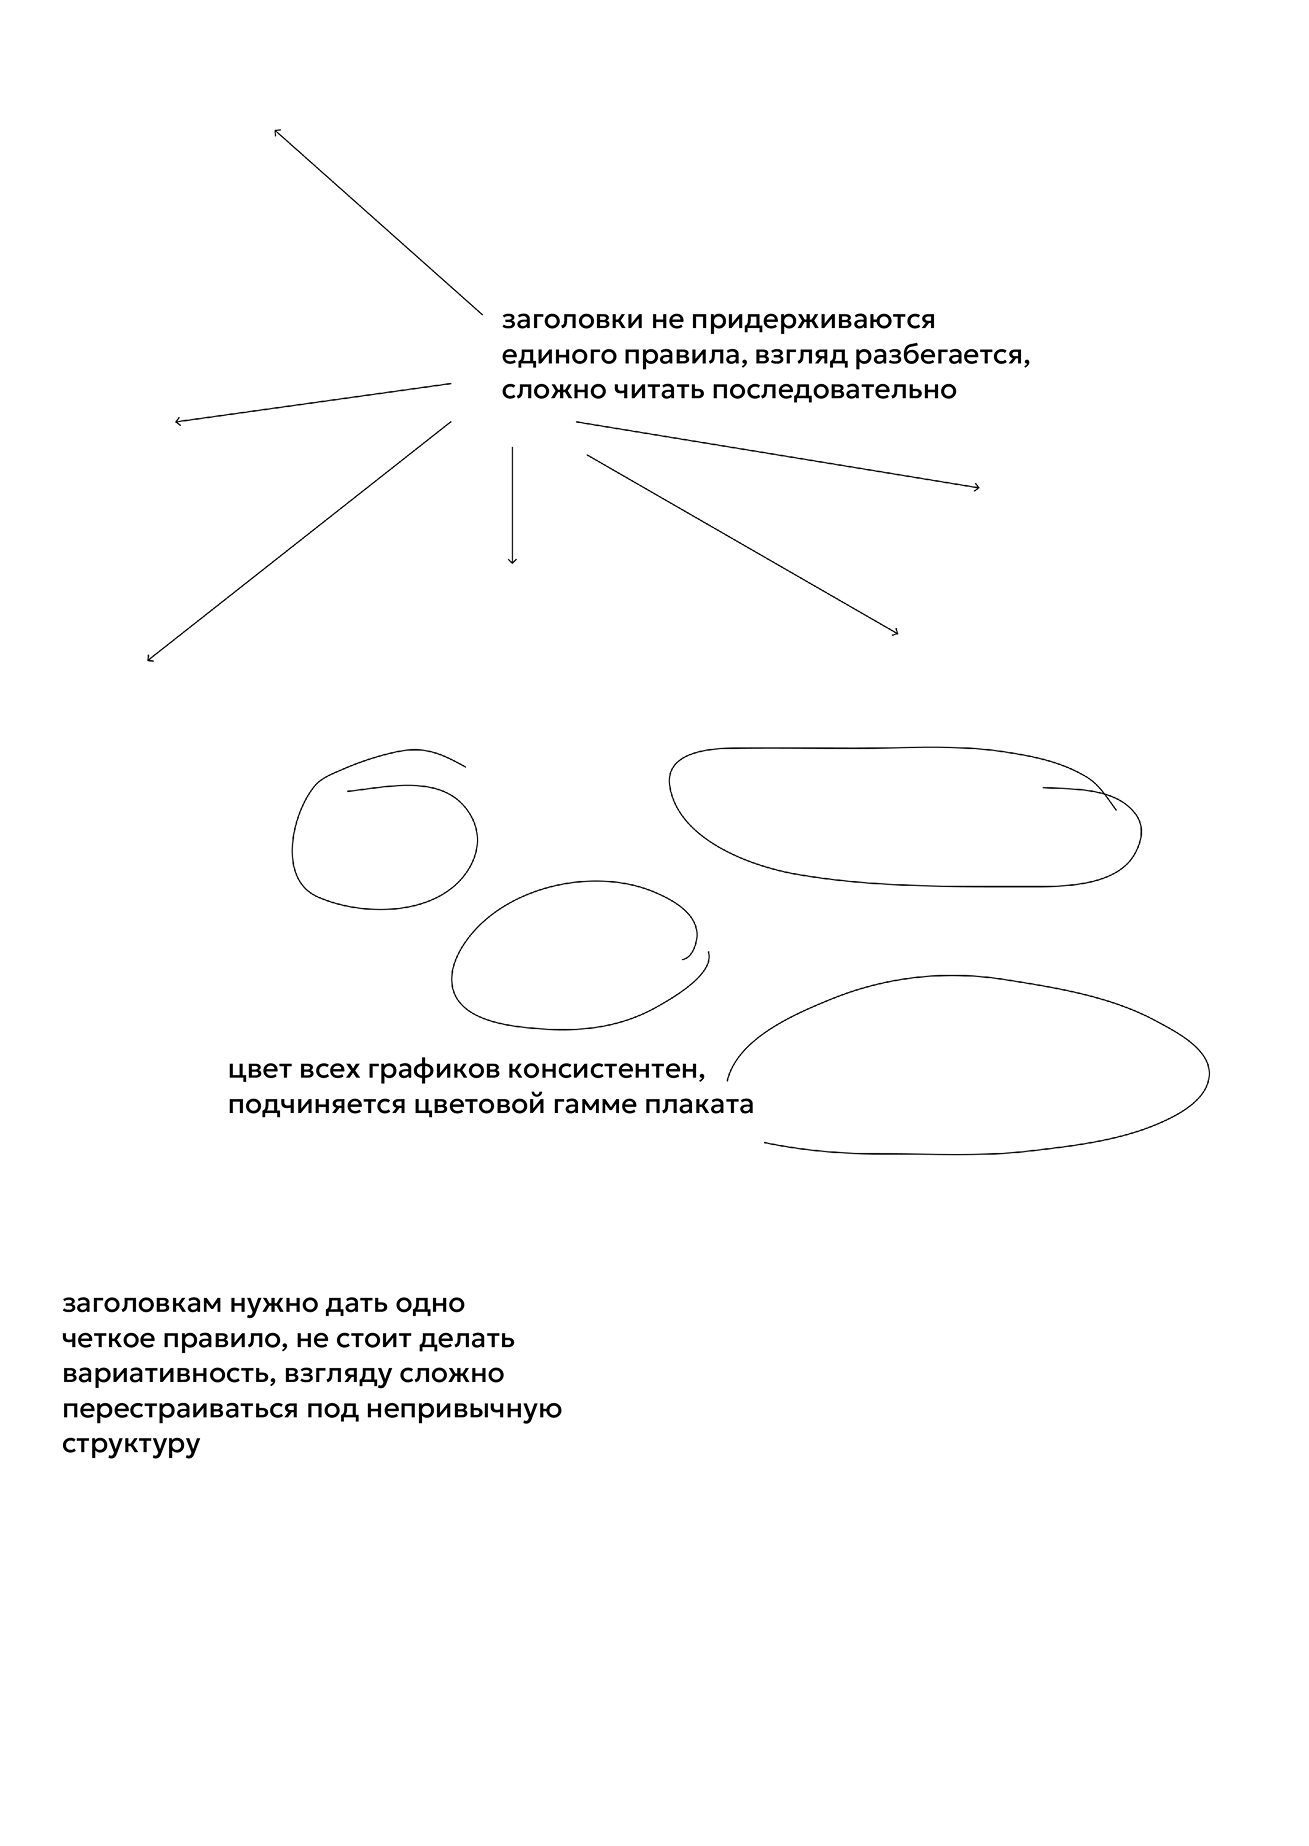 заголовки не придерживаются
единого правила, взгляд разбегается,
сложно читать последовательно
цвет всех графиков консистентен,
подчиняется цветовой гамме плаката
заголовкам нужно дать одно
четкое правило, не стоит делать
вариативность, взгляду сложно
перестраиваться под непривычную
структуру